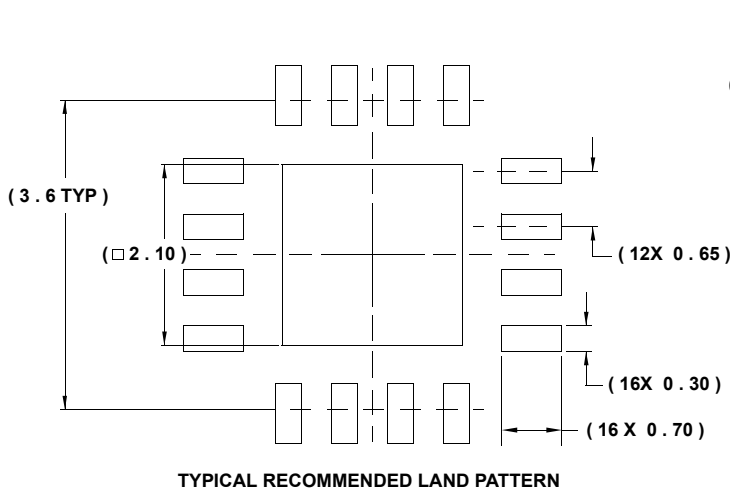 ( 3 . 6 TYP )
( □ 2 . 10 )
( 12X 0 . 65 )
( 16X 0 . 30 )
( 16 X 0 . 70 )
TYPICAL RECOMMENDED LAND PATTERN